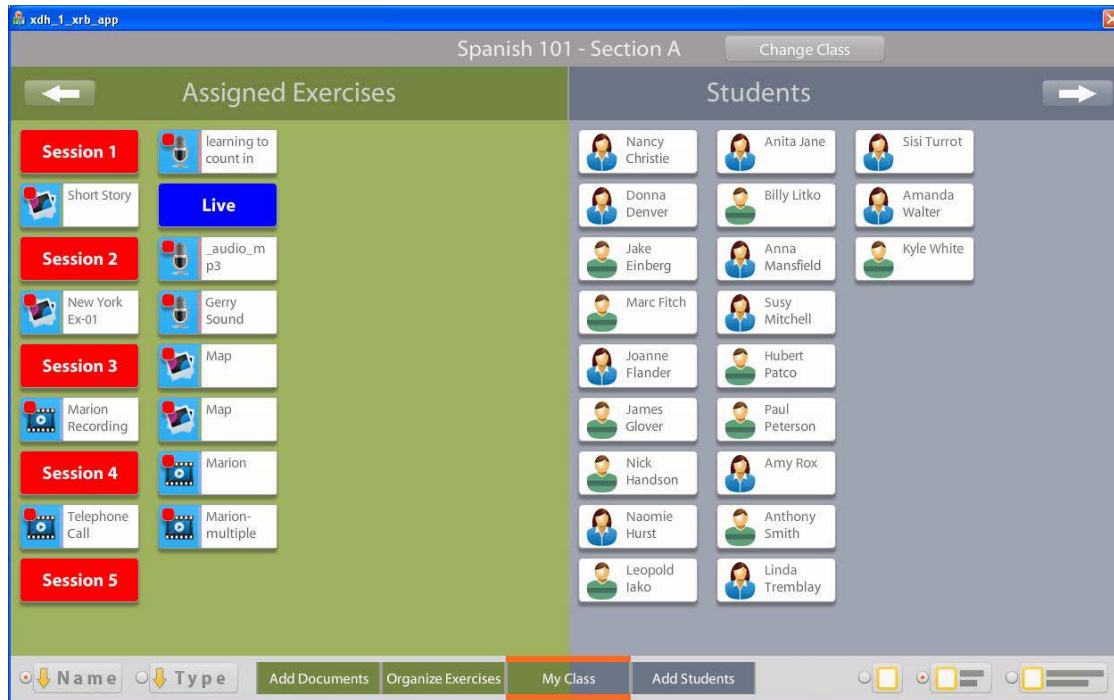 xdh_1_xrb_app
Spanish 101 - Section A
Change Class
Assigned Exercises
Session 1
Short Story
Session 2
New York
Ex-01
Session 3
Marion
Recording
Session 4
Telephone
Call
Session 5
learning to
count in
Live
_audio_m
p3
Gerry
Sound
Map
Map
Marion
Marion-
multiple
Students
Nancy
Christie
Donna
Denver
Jake
Einberg
Marc Fitch
Joanne
Flander
James
Glover
Nick
Handson
Naomie
Hurst
Leopold
Iako
Anita Jane
Billy Litko
Anna
Mansfield
Susy
Mitchell
Hubert
Patco
Paul
Peterson
Amy Rox
Anthony
Smith
Linda
Tremblay
Sisi Turrot
Amanda
Walter
Kyle White
Name
Type
Add Documents
Organize Exercises
My Class
Add Students